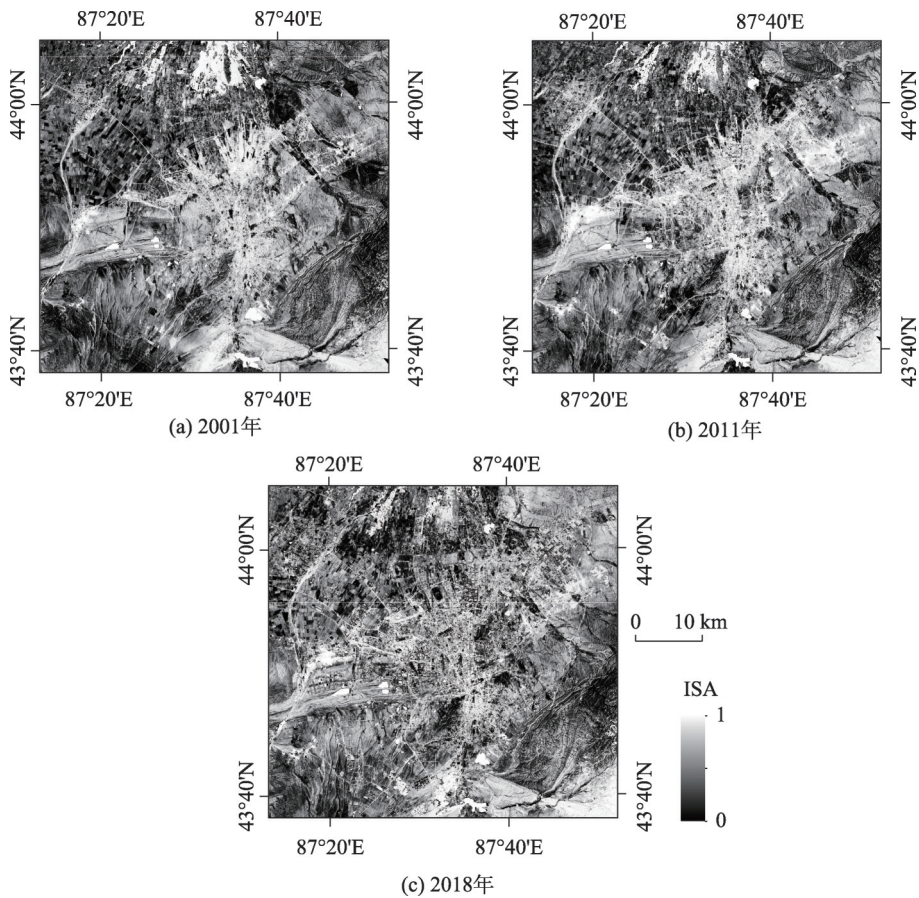 87°20'E 87°40'E 87°20'E 87°40'E
44°00'N 44°00'N 44°00'N 44°00'N
43°40'N 43°40'N 43°40'N 43°40'N
87°20'E 87°40'E 87°20'E 87°40'E
(a) 2001年 (b) 2011年
87°20'E 87°40'E
44°00'N 44°00'N
0 10 km
ISA
1
0
43°40'N 43°40'N
87°20'E 87°40'E
(c) 2018年